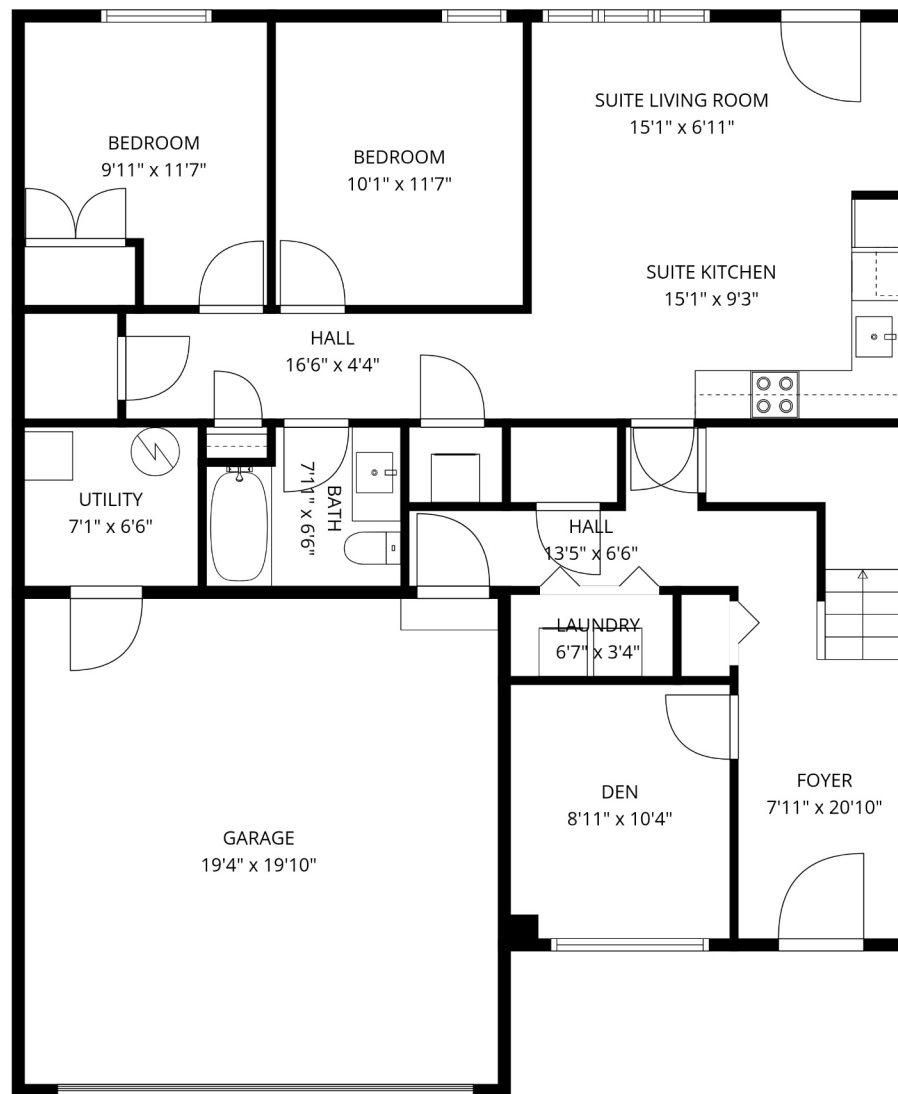 SUITE LIVING ROOM
15'1" x 6'11"
BEDROOM
9'11" x 11'7"
BEDROOM
10'1" x 11'7"
SUITE KITCHEN
15'1" x 9'3"
HALL
16'6" x 4'4"
UTILITY
7'1" x 6'6"
BATH
7'11" x 6'6"
HALL
13'5" x 6'6"
LAUNDRY
6'7" x 3'4"
DEN
8'11" x 10'4"
FOYER
7'11" x 20'10"
GARAGE
19'4" x 19'10"